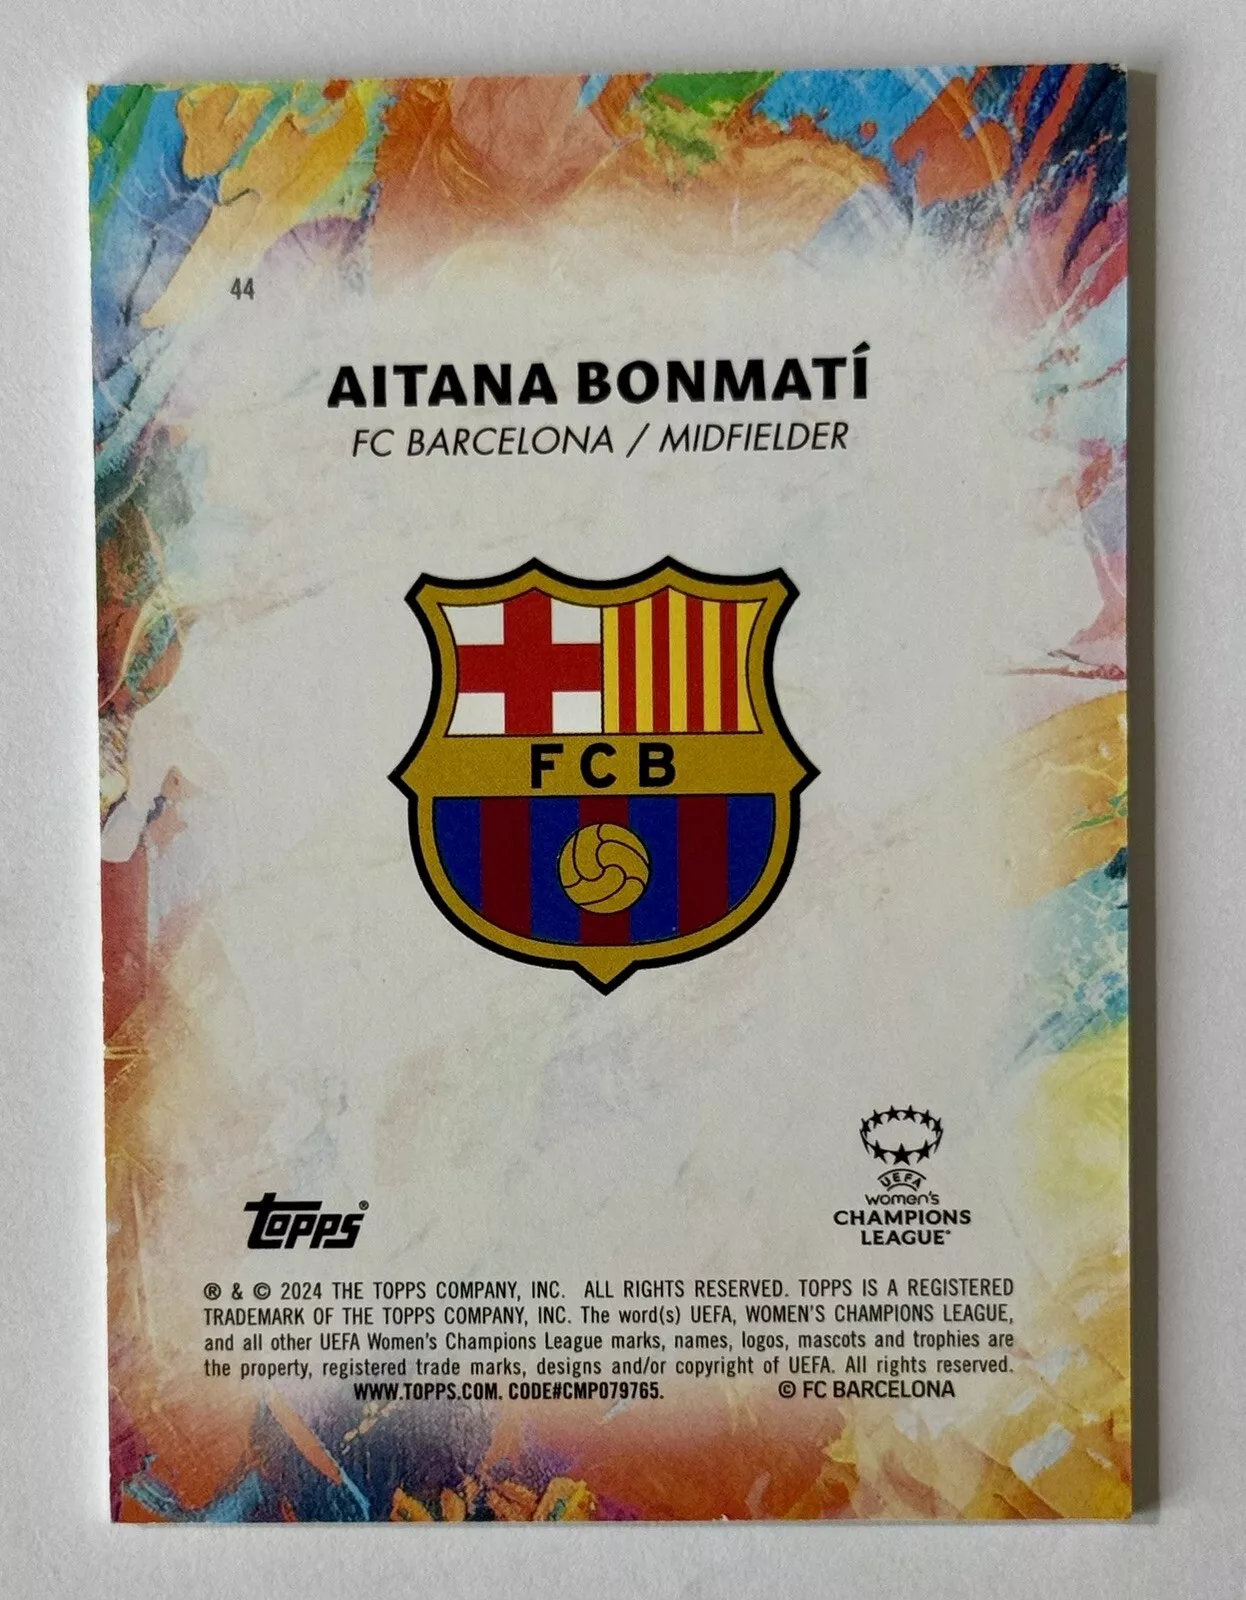 44
AITANA BONMATÍ
FC BARCELONA / MIDFIELDER
FCB
topps®
UEFA
women's
CHAMPIONS
LEAGUE®
® & © 2024 THE TOPPS COMPANY, INC. ALL RIGHTS RESERVED. TOPPS IS A REGISTERED
TRADEMARK OF THE TOPPS COMPANY, INC. The word(s) UEFA, WOMEN'S CHAMPIONS LEAGUE,
and all other UEFA Women's Champions League marks, names, logos, mascots and trophies are
the property, registered trade marks, designs and/or copyright of UEFA. All rights reserved.
WWW.TOPPS.COM. CODE#CMP079765. © FC BARCELONA